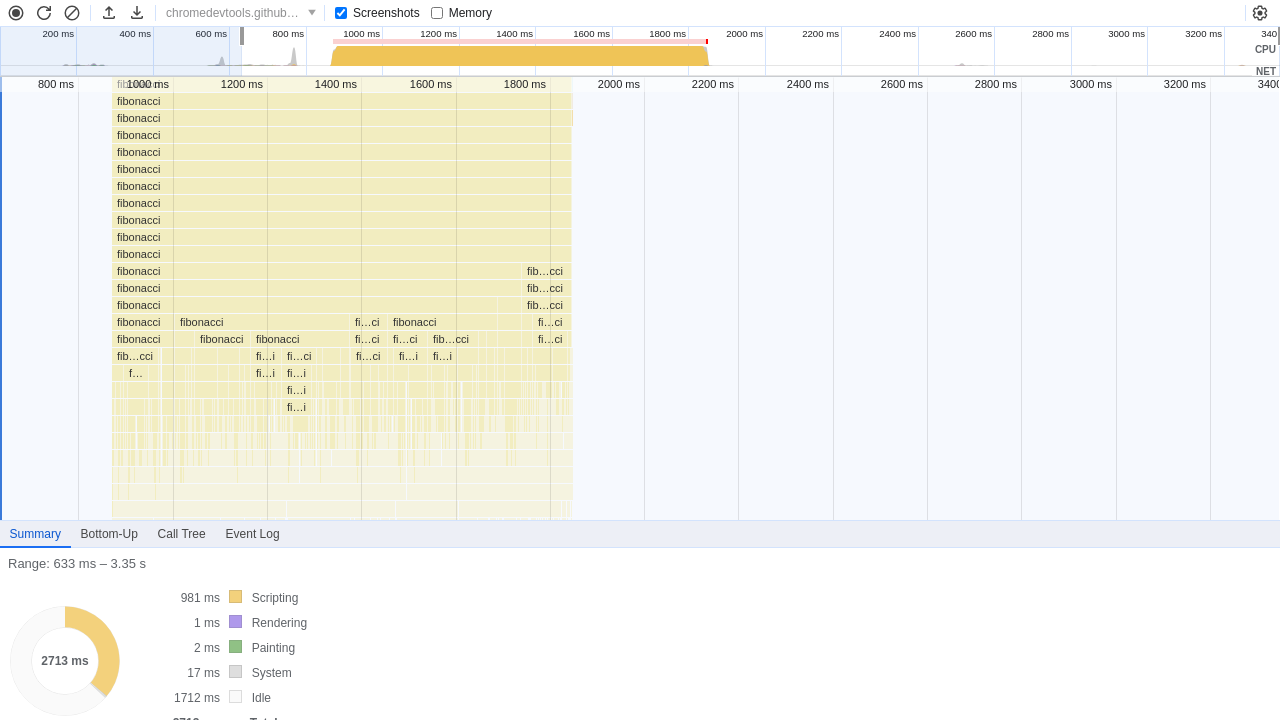 chromedevtools.github… Screenshots Memory
200 ms 400 ms 600 ms 800 ms 1000 ms 1200 ms 1400 ms 1600 ms 1800 ms 2000 ms 2200 ms 2400 ms 2600 ms 2800 ms 3000 ms 3200 ms 340
CPU
NET
800 ms 1000 ms 1200 ms 1400 ms 1600 ms 1800 ms 2000 ms 2200 ms 2400 ms 2600 ms 2800 ms 3000 ms 3200 ms 3400
fibonacci
fibonacci
fibonacci
fibonacci
fibonacci
fibonacci
fibonacci
fibonacci
fibonacci
fibonacci
fibonacci fib…cci
fibonacci fib…cci
fibonacci fib…cci
fibonacci fibonacci fi…ci fibonacci fi…ci
fibonacci fibonacci fibonacci fi…ci fi…ci fib…cci fi…ci
fib…cci fi…i fi…ci fi…ci fi…i fi…i
f… fi…i fi…i
fi…i
fi…i
Summary Bottom-Up Call Tree Event Log
Range: 633 ms – 3.35 s
981 ms Scripting
1 ms Rendering
2 ms Painting
17 ms System
1712 ms Idle
2713 ms